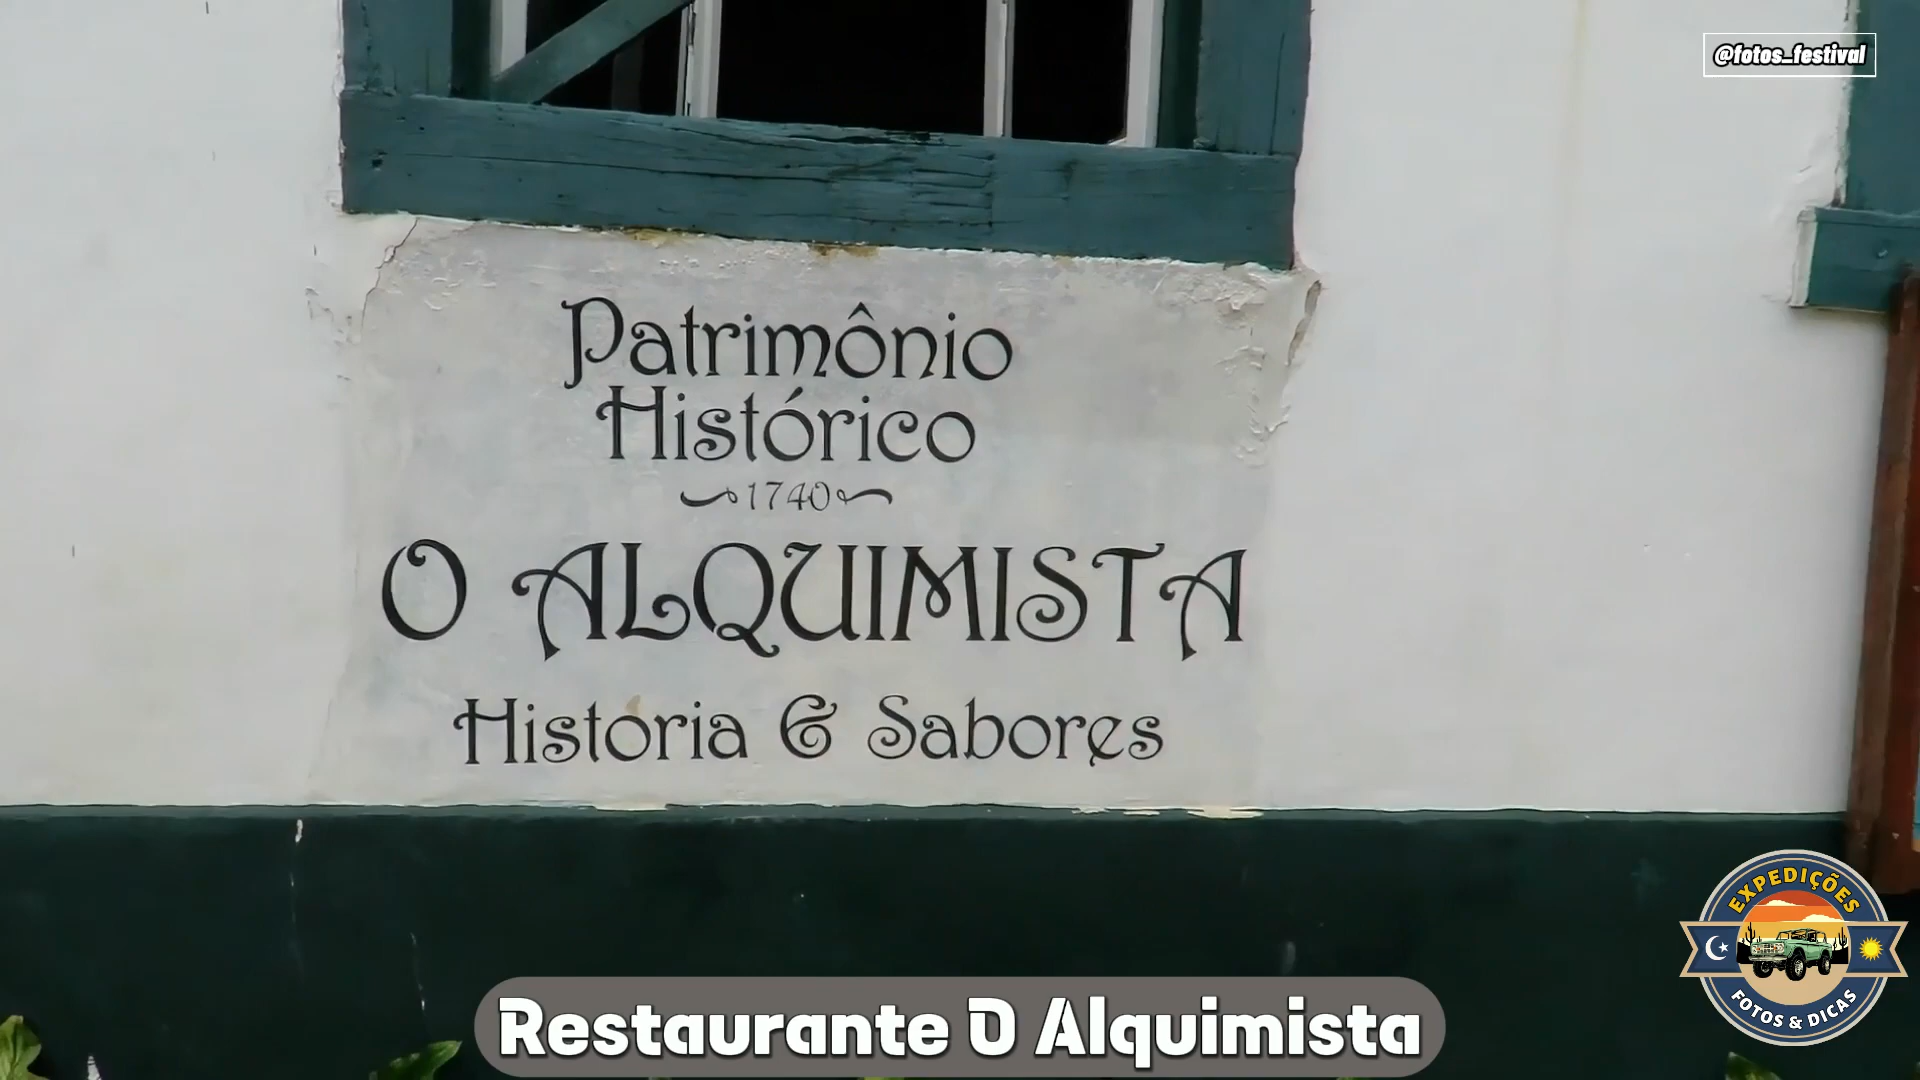 @fotos_festival
Patrimônio
Histórico
1740
O ALQUIMISTA
História & Sabores
EXPEDIÇÕES
FOTOS & DICAS
Restaurante O Alquimista